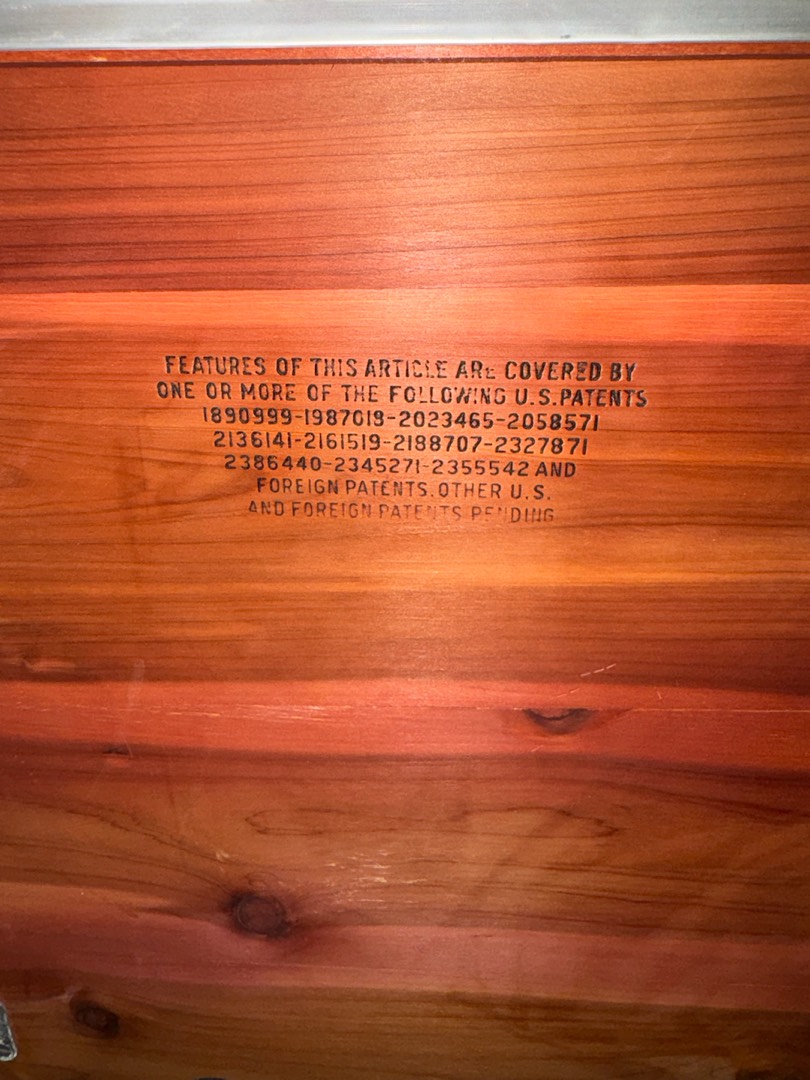 FEATURES OF THIS ARTICLE ARE COVERED BY
ONE OR MORE OF THE FOLLOWING U.S.PATENTS
1890999-1987019-2023465-2058571
2136141-2161519-2188707-2327871
2386440-2345271-2355542 AND
FOREIGN PATENTS.OTHER U.S.
AND FOREIGN PATENTS PENDING